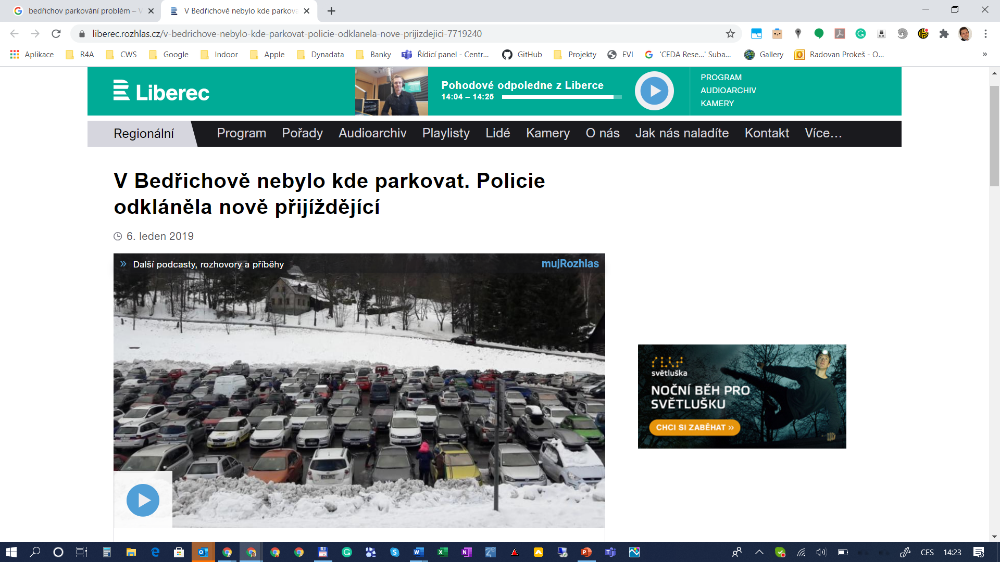 bedřichov parkování problém – V
V Bedřichově nebylo kde parkova
liberec.rozhlas.cz/v-bedrichove-nebylo-kde-parkovat-policie-odklanela-nove-prijizdejici-7719240
Aplikace R4A CWS Google Indoor Apple Dynadata Banky Řídicí panel - Centr... GitHub Projekty EVI 'CEDA Rese...' Suba... Gallery Radovan Prokeš - O... »
Liberec
Pohodové odpoledne z Liberce
14:04 – 14:25
PROGRAM
AUDIOARCHIV
KAMERY
Regionální Program Pořady Audioarchiv Playlisty Lidé Kamery O nás Jak nás naladíte Kontakt Více...
V Bedřichově nebylo kde parkovat. Policie
odkláněla nově přijíždějící
6. leden 2019
» Další podcasty, rozhovory a příběhy
mujRozhlas
světluška
NOČNÍ BĚH PRO
SVĚTLUŠKU
CHCI SI ZABĚHAT »
CES 14:23